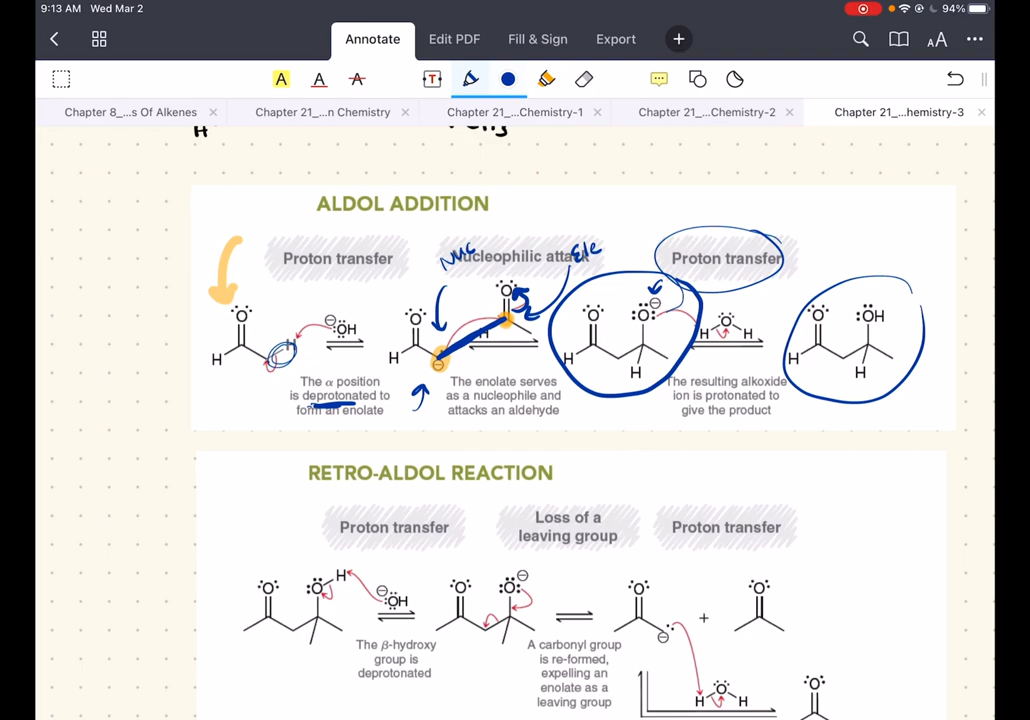 9:13 AM Wed Mar 2
94%
Annotate
Edit PDF
Fill & Sign
Export
A
A
A
T
AA
Chapter 8_...s Of Alkenes
Chapter 21_...n Chemistry
Chapter 21_...Chemistry-1
Chapter 21_...Chemistry-2
Chapter 21_...hemistry-3
H
CH3
ALDOL ADDITION
Proton transfer
Nucleophilic attack
Proton transfer
Nuc
Ele
O
H
H
OH
O
H
O
H
O
H
O
H
H
O
H
O
H
OH
H
The α position
is deprotonated to
form an enolate
The enolate serves
as a nucleophile and
attacks an aldehyde
The resulting alkoxide
ion is protonated to
give the product
RETRO-ALDOL REACTION
Proton transfer
Loss of a
leaving group
Proton transfer
O
O
H
OH
O
O
O
+
O
The β-hydroxy
group is
deprotonated
A carbonyl group
is re-formed,
expelling an
enolate as a
leaving group
H
O
H
O